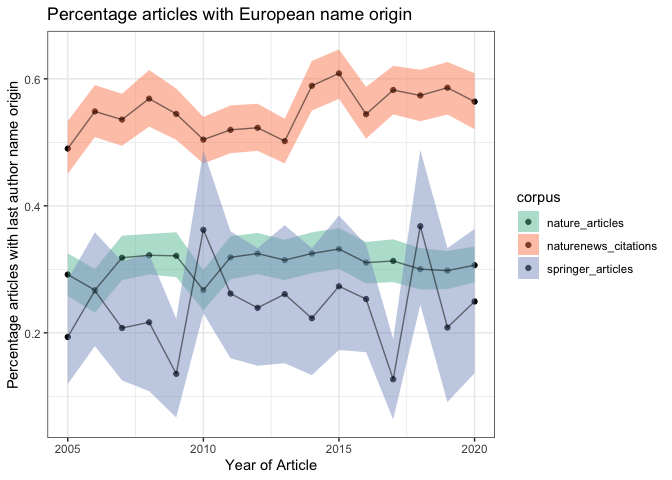 Percentage articles with European name origin
Percentage articles with last author name origin
0.6
0.4
0.2
2005
2010
2015
2020
Year of Article
corpus
nature_articles
naturenews_citations
springer_articles